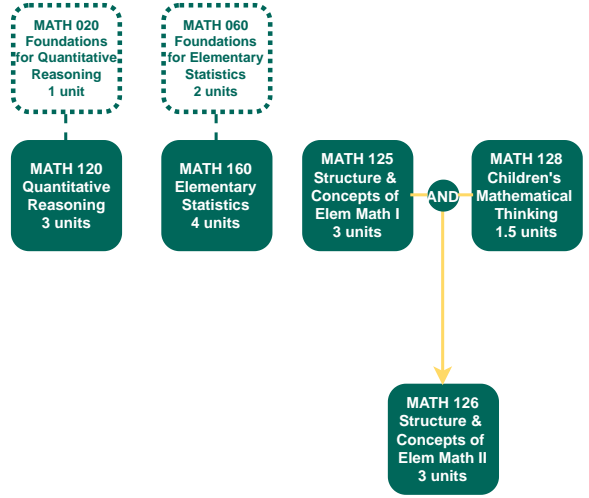 MATH 020
Foundations
for Quantitative
Reasoning
1 unit
MATH 060
Foundations
for Elementary
Statistics
2 units
MATH 120
Quantitative
Reasoning
3 units
MATH 160
Elementary
Statistics
4 units
MATH 125
Structure &
Concepts of
Elem Math I
3 units
AND
MATH 128
Children's
Mathematical
Thinking
1.5 units
MATH 126
Structure &
Concepts of
Elem Math II
3 units